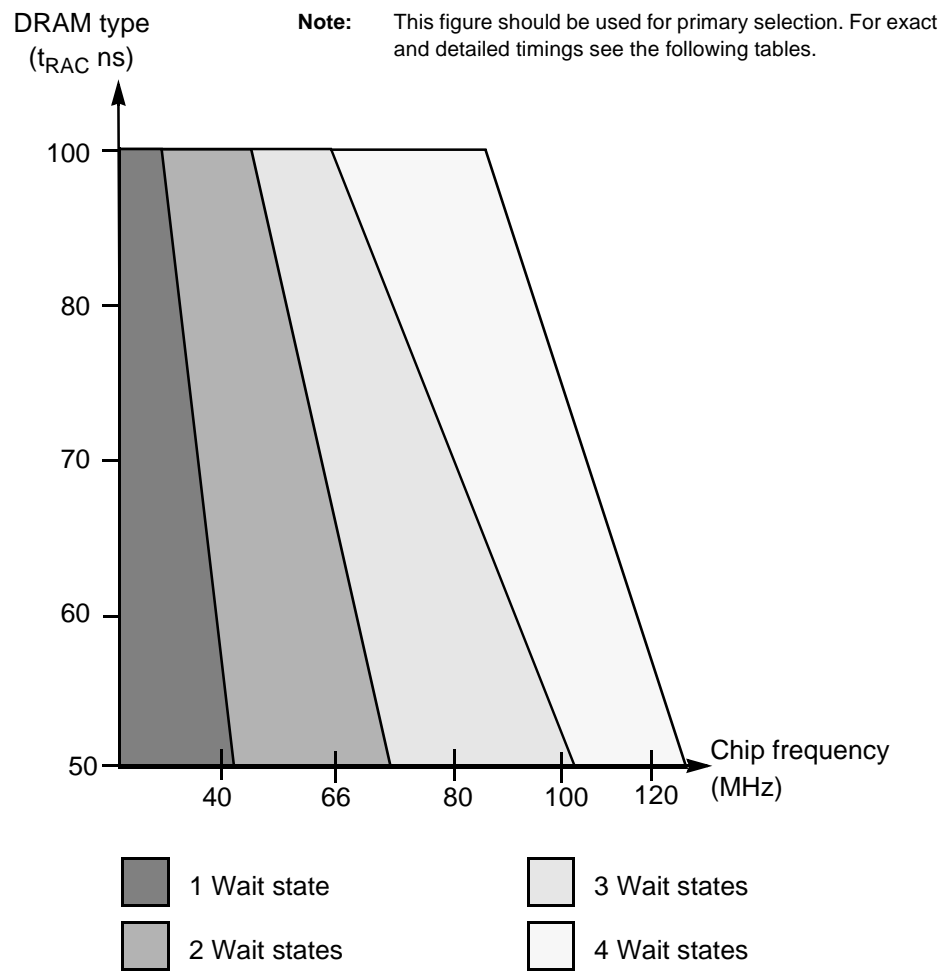 DRAM type
(tRAC ns)
Note: This figure should be used for primary selection. For exact
and detailed timings see the following tables.
100
80
70
60
50
40 66 80 100 120
Chip frequency
(MHz)
1 Wait state
3 Wait states
2 Wait states
4 Wait states